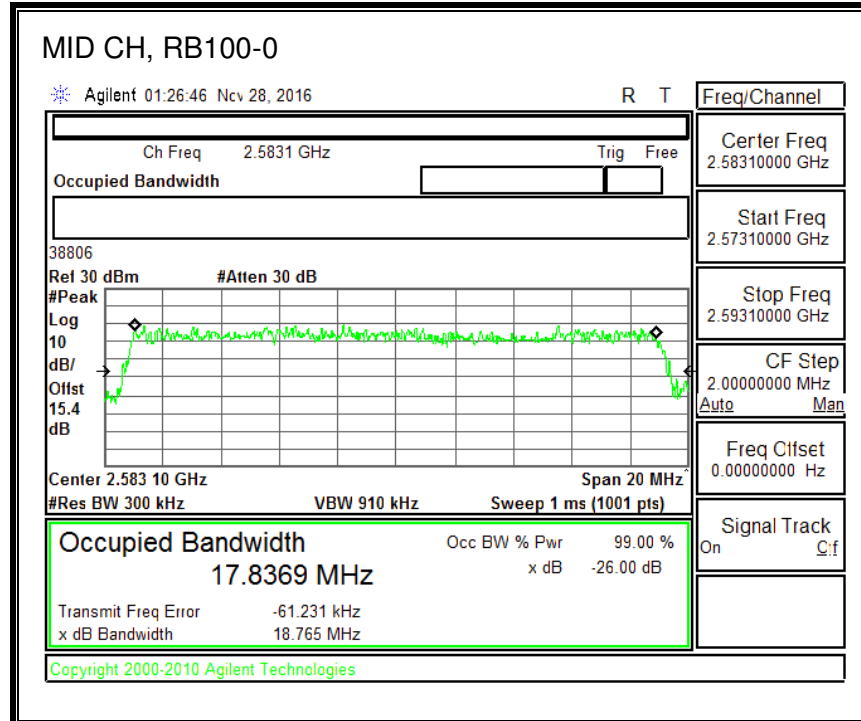 MID CH, RB100-0
Agilent 01:26:46 Nov 28, 2016 R T
Freq/Channel
Ch Freq 2.5831 GHz Trig Free
Occupied Bandwidth
Center Freq
2.58310000 GHz
Start Freq
2.57310000 GHz
Stop Freq
2.59310000 GHz
CF Step
2.00000000 MHz
Auto Man
Freq Offset
0.00000000 Hz
Signal Track
On Off
38806
Ref 30 dBm #Atten 30 dB
#Peak
Log
10
dB/
Offst
15.4
dB
Center 2.583 10 GHz Span 20 MHz
#Res BW 300 kHz VBW 910 kHz Sweep 1 ms (1001 pts)
Occupied Bandwidth Occ BW % Pwr 99.00 %
17.8369 MHz x dB -26.00 dB
Transmit Freq Error -61.231 kHz
x dB Bandwidth 18.765 MHz
Copyright 2000-2010 Agilent Technologies